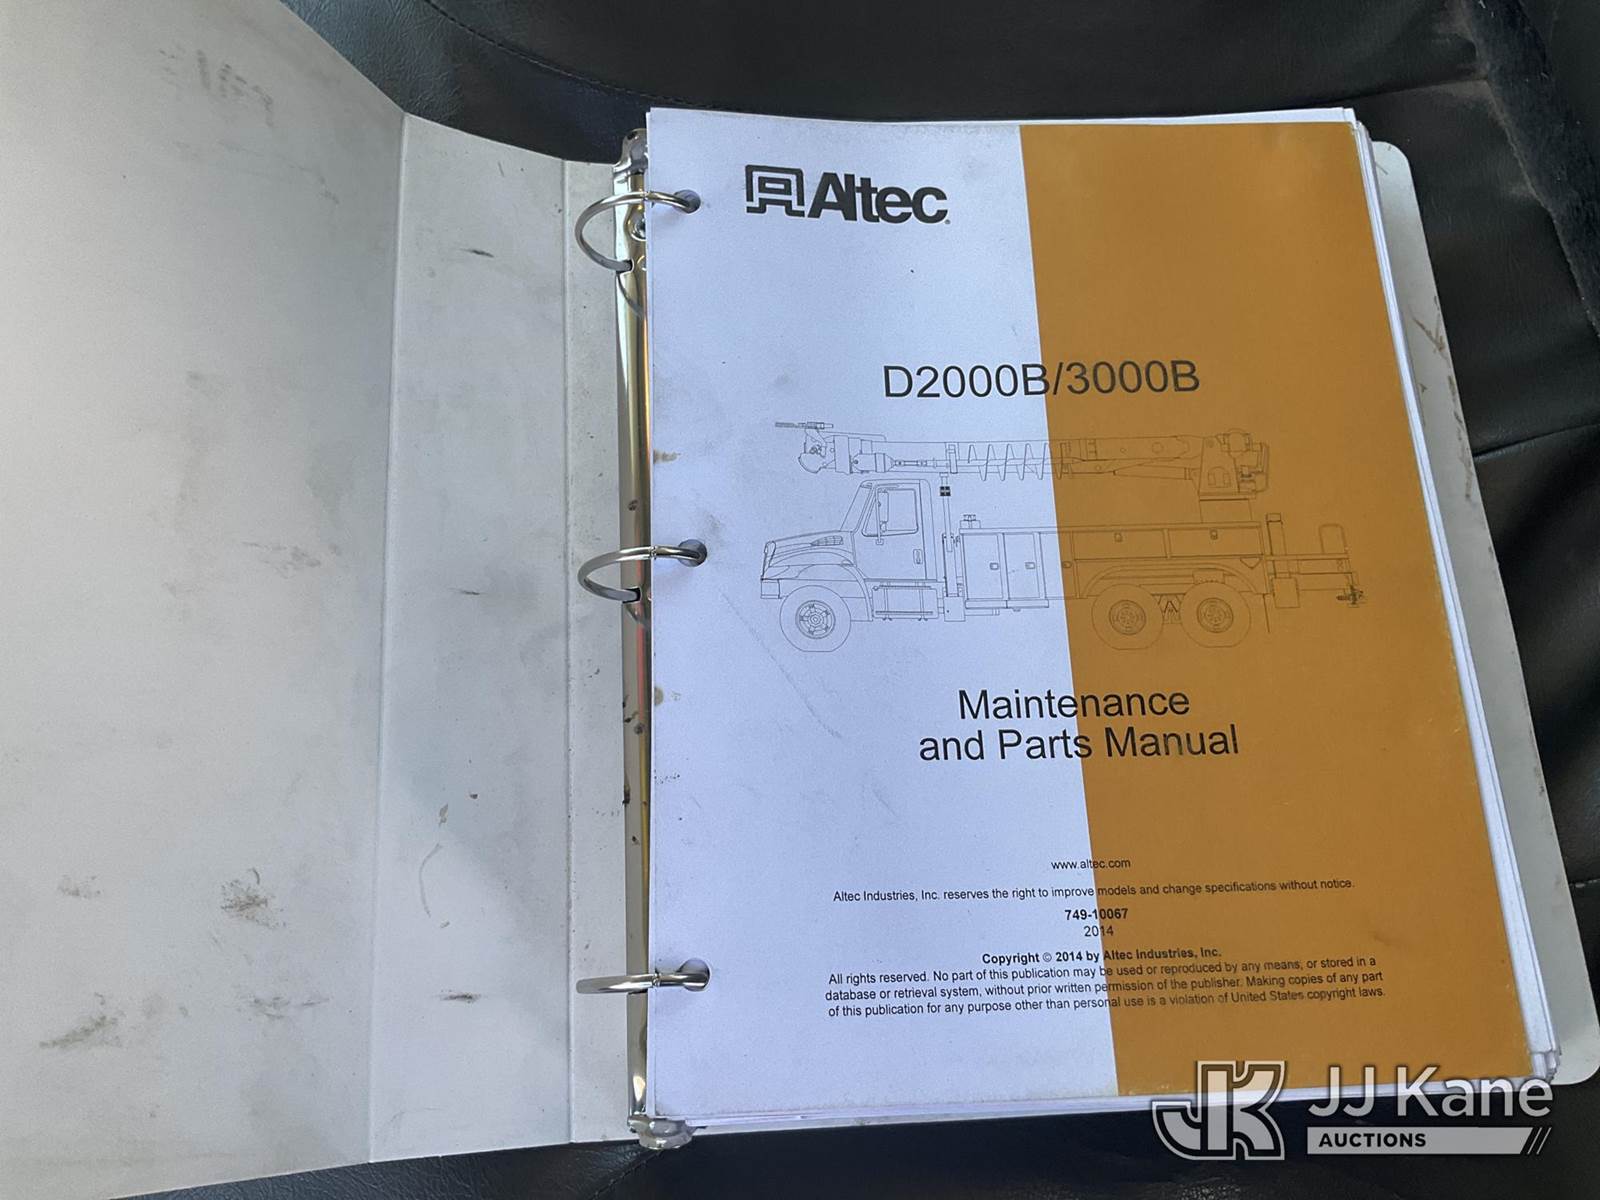 Altec
D2000B/3000B
Maintenance
and Parts Manual
www.altec.com
Altec Industries, Inc. reserves the right to improve models and change specifications without notice.
749-10067
2014
Copyright © 2014 by Altec Industries, Inc.
All rights reserved. No part of this publication may be used or reproduced by any means, or stored in a
database or retrieval system, without prior written permission of the publisher. Making copies of any part
of this publication for any purpose other than personal use is a violation of United States copyright laws.
JK JJ Kane
AUCTIONS